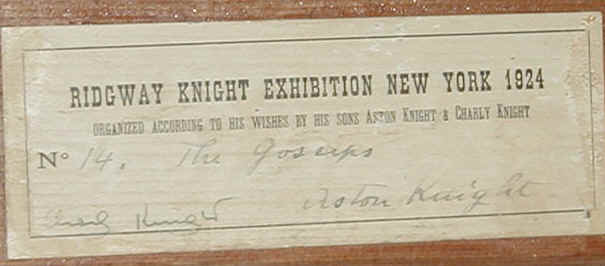 RIDGWAY KNIGHT EXHIBITION NEW YORK 1924
ORGANIZED ACCORDING TO HIS WISHES BY HIS SONS ASTON KNIGHT & CHARLY KNIGHT
Nº 14. The Gossips
Aston Knight
Charly Knight